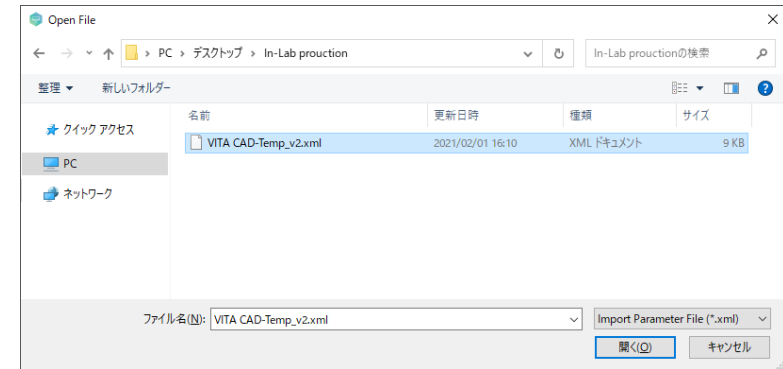 Open File
PC > デスクトップ > In-Lab prouction
In-Lab prouctionの検索
整理 新しいフォルダー
名前 更新日時 種類 サイズ
クイック アクセス
VITA CAD-Temp_v2.xml 2021/02/01 16:10 XML ドキュメント 9 KB
PC
ネットワーク
ファイル名(N): VITA CAD-Temp_v2.xml Import Parameter File (*.xml)
開く(O) キャンセル